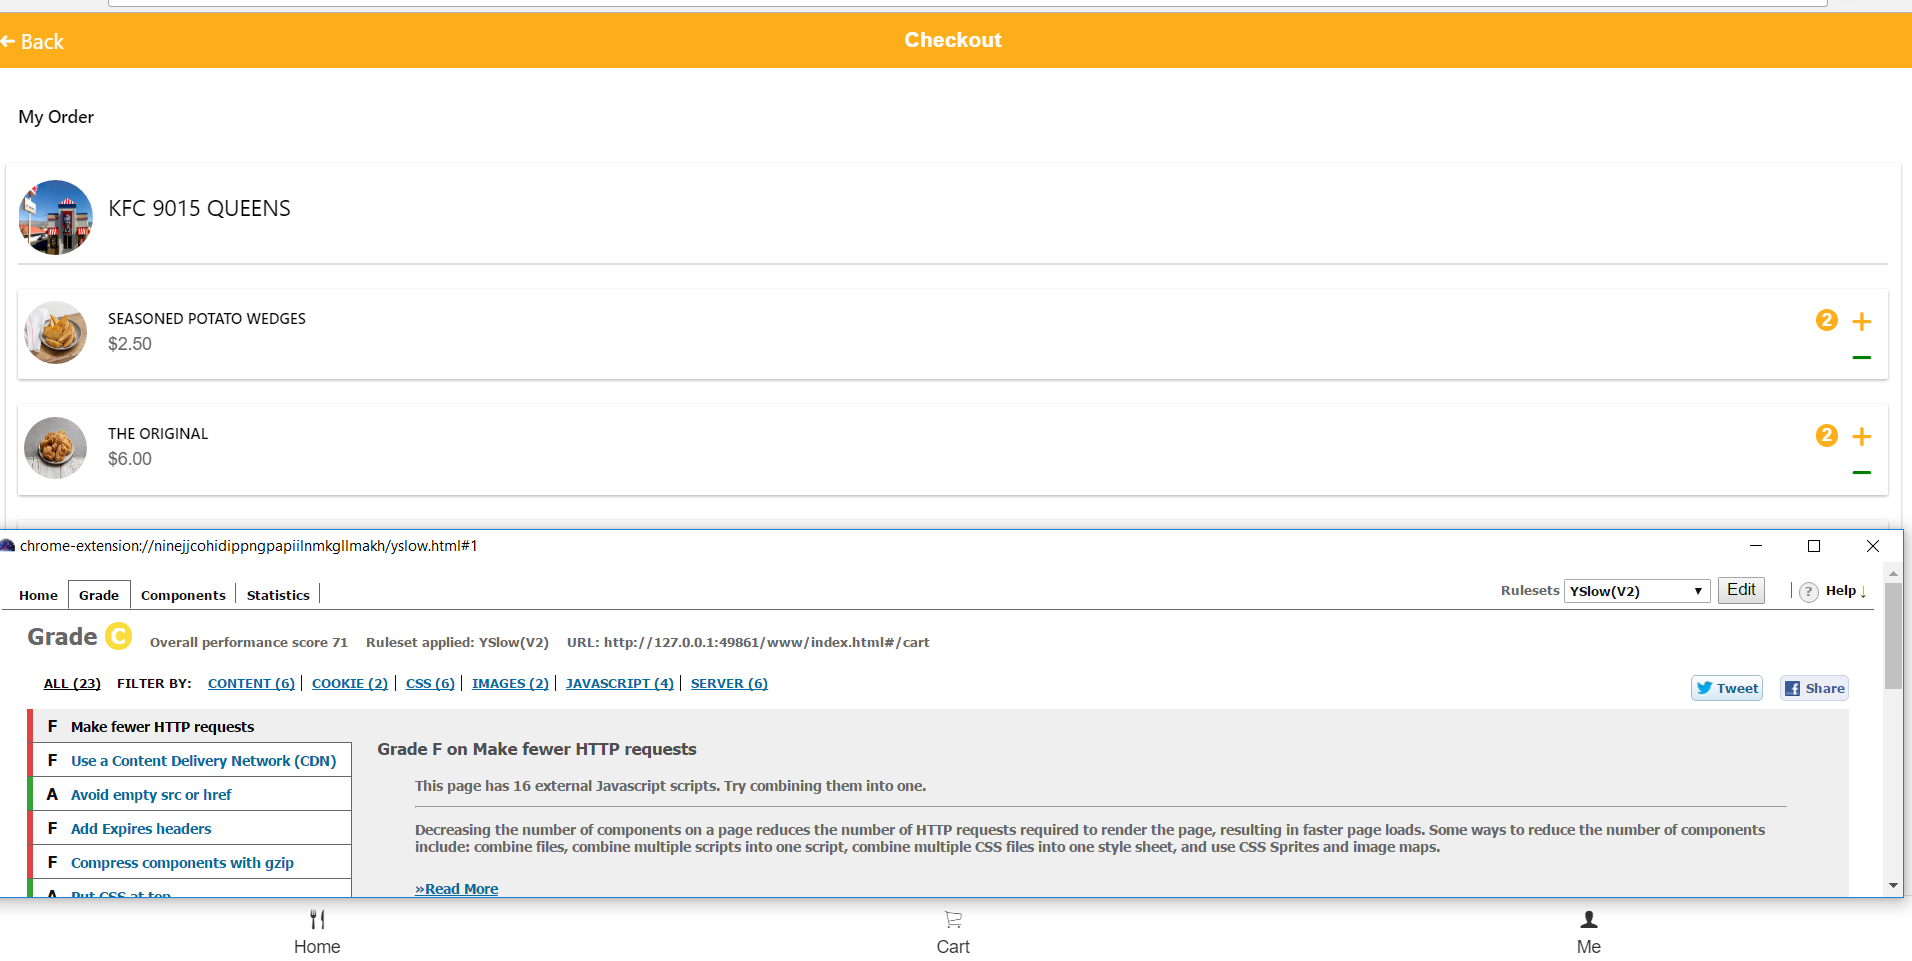 Back
Checkout
My Order
KFC 9015 QUEENS
SEASONED POTATO WEDGES
$2.50
2
THE ORIGINAL
$6.00
2
chrome-extension://ninejjcohidippngpapiilnmkgllmakh/yslow.html#1
Home Grade Components Statistics
Rulesets YSlow(V2) Edit ? Help ↓
Grade C Overall performance score 71 Ruleset applied: YSlow(V2) URL: http://127.0.0.1:49861/www/index.html#/cart
ALL (23) FILTER BY: CONTENT (6) COOKIE (2) CSS (6) IMAGES (2) JAVASCRIPT (4) SERVER (6)
Tweet Share
F Make fewer HTTP requests
F Use a Content Delivery Network (CDN)
A Avoid empty src or href
F Add Expires headers
F Compress components with gzip
A Put CSS at top
Grade F on Make fewer HTTP requests
This page has 16 external Javascript scripts. Try combining them into one.
Decreasing the number of components on a page reduces the number of HTTP requests required to render the page, resulting in faster page loads. Some ways to reduce the number of components
include: combine files, combine multiple scripts into one script, combine multiple CSS files into one style sheet, and use CSS Sprites and image maps.
»Read More
Home
Cart
Me